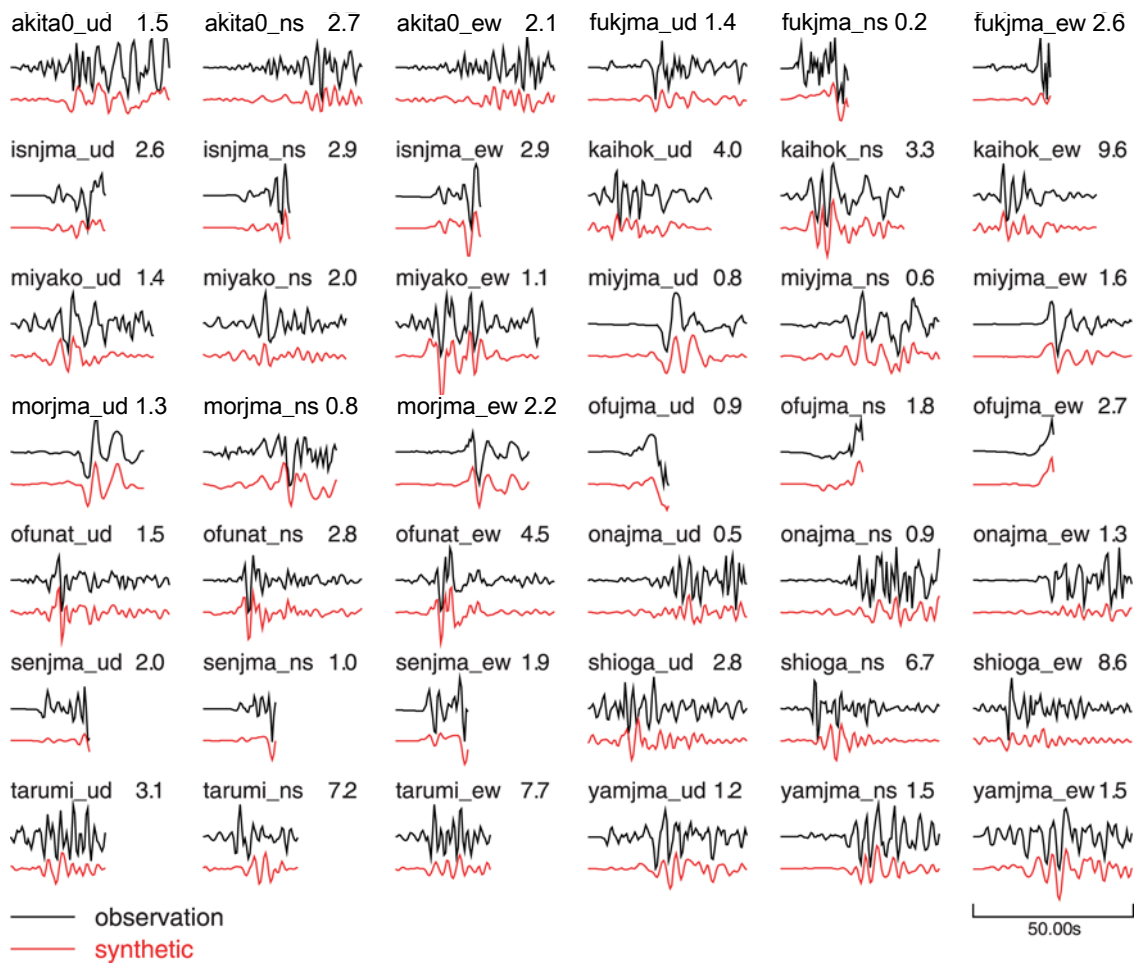 akita0_ud 1.5 akita0_ns 2.7 akita0_ew 2.1 fukjma_ud 1.4 fukjma_ns 0.2 fukjma_ew 2.6
isnjma_ud 2.6 isnjma_ns 2.9 isnjma_ew 2.9 kaihok_ud 4.0 kaihok_ns 3.3 kaihok_ew 9.6
miyako_ud 1.4 miyako_ns 2.0 miyako_ew 1.1 miyjma_ud 0.8 miyjma_ns 0.6 miyjma_ew 1.6
morjma_ud 1.3 morjma_ns 0.8 morjma_ew 2.2 ofujma_ud 0.9 ofujma_ns 1.8 ofujma_ew 2.7
ofunat_ud 1.5 ofunat_ns 2.8 ofunat_ew 4.5 onajma_ud 0.5 onajma_ns 0.9 onajma_ew 1.3
senjma_ud 2.0 senjma_ns 1.0 senjma_ew 1.9 shioga_ud 2.8 shioga_ns 6.7 shioga_ew 8.6
tarumi_ud 3.1 tarumi_ns 7.2 tarumi_ew 7.7 yamjma_ud 1.2 yamjma_ns 1.5 yamjma_ew 1.5
observation
synthetic
50.00s